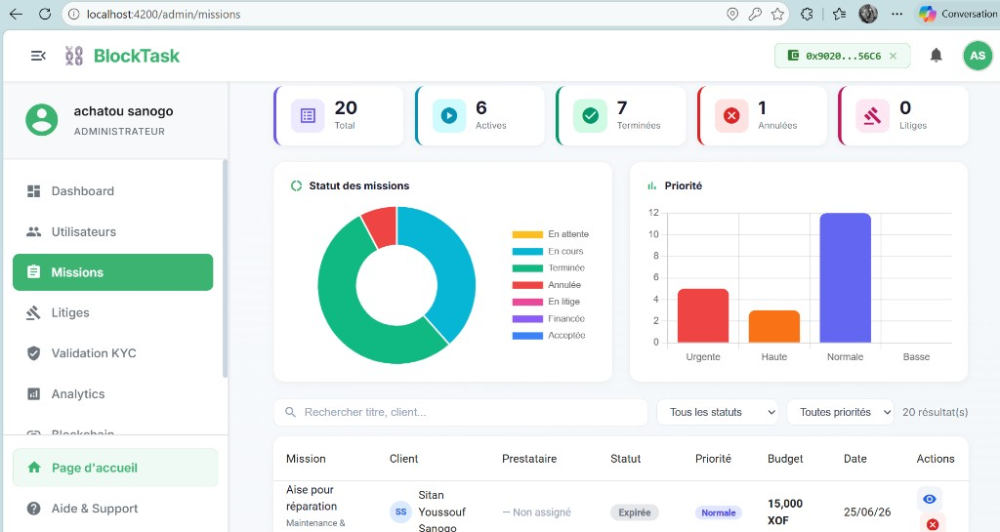 localhost:4200/admin/missions
Conversation
BlockTask
0x9020...56C6 ×
AS
achatou sanogo
ADMINISTRATEUR
Dashboard
Utilisateurs
Missions
Litiges
Validation KYC
Analytics
Blockchain
Page d'accueil
Aide & Support
20
Total
6
Actives
7
Terminées
1
Annulées
0
Litiges
Statut des missions
En attente
En cours
Terminée
Annulée
En litige
Financée
Acceptée
Priorité
12
10
8
6
4
2
0
Urgente Haute Normale Basse
Rechercher titre, client...
Tous les statuts
Toutes priorités
20 résultat(s)
Mission Client Prestataire Statut Priorité Budget Date Actions
Aise pour
réparation
Maintenance &
SS
Sitan
Youssouf
Sanogo
— Non assigné
Expirée
Normale
15,000
XOF
25/06/26